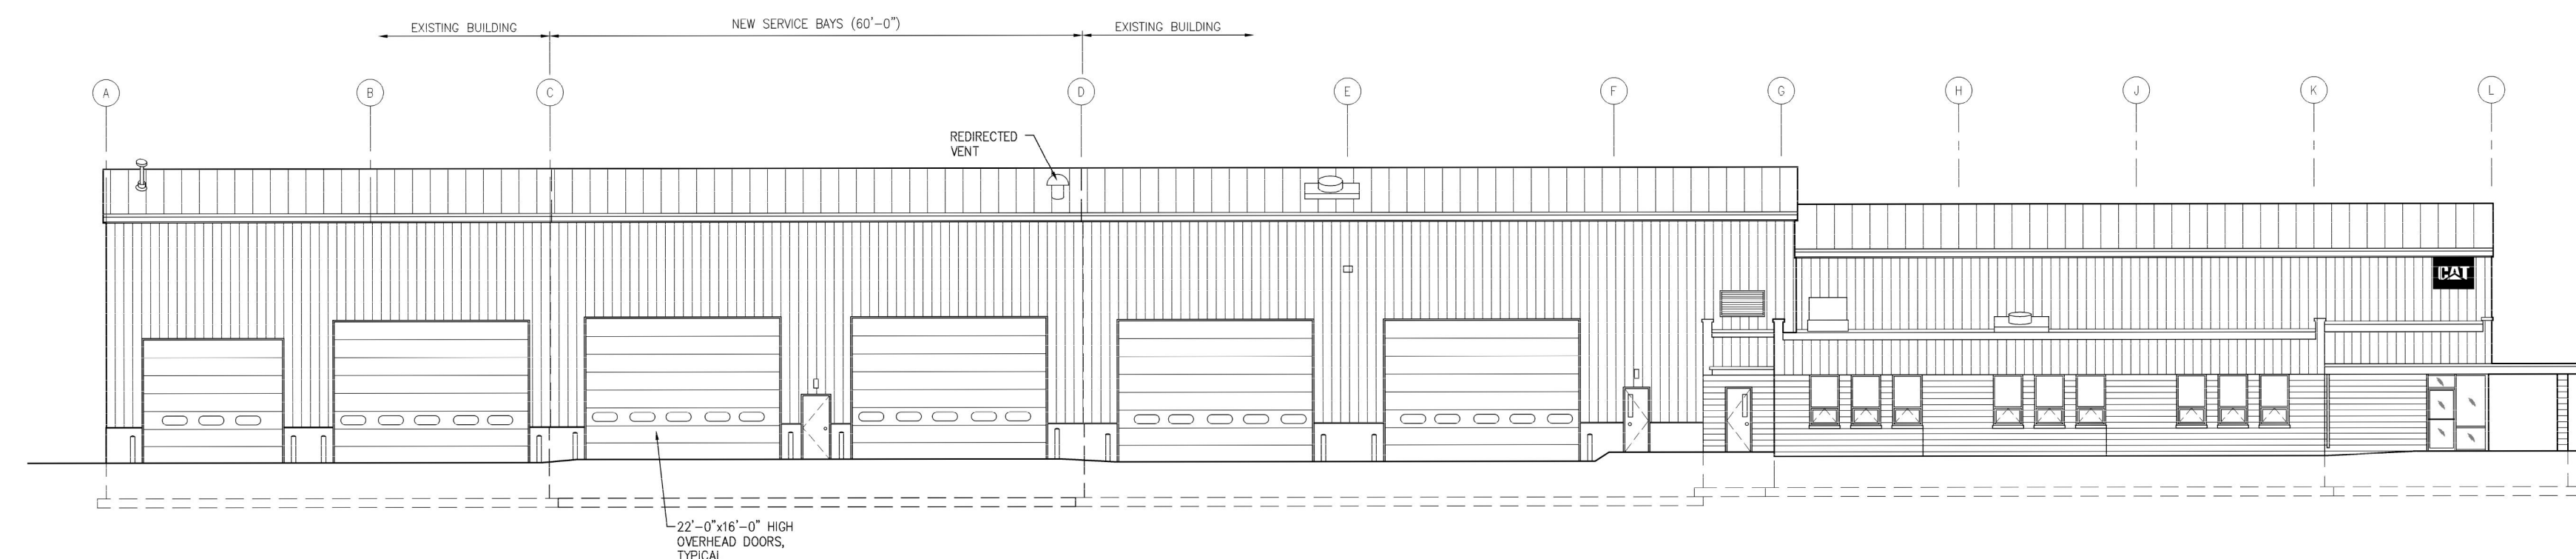 EXISTING BUILDING
NEW SERVICE BAYS (60'-0")
EXISTING BUILDING
A
B
C
D
E
F
G
H
J
K
L
REDIRECTED
VENT
CAT
22'-0"x16'-0" HIGH
OVERHEAD DOORS,
TYPICAL